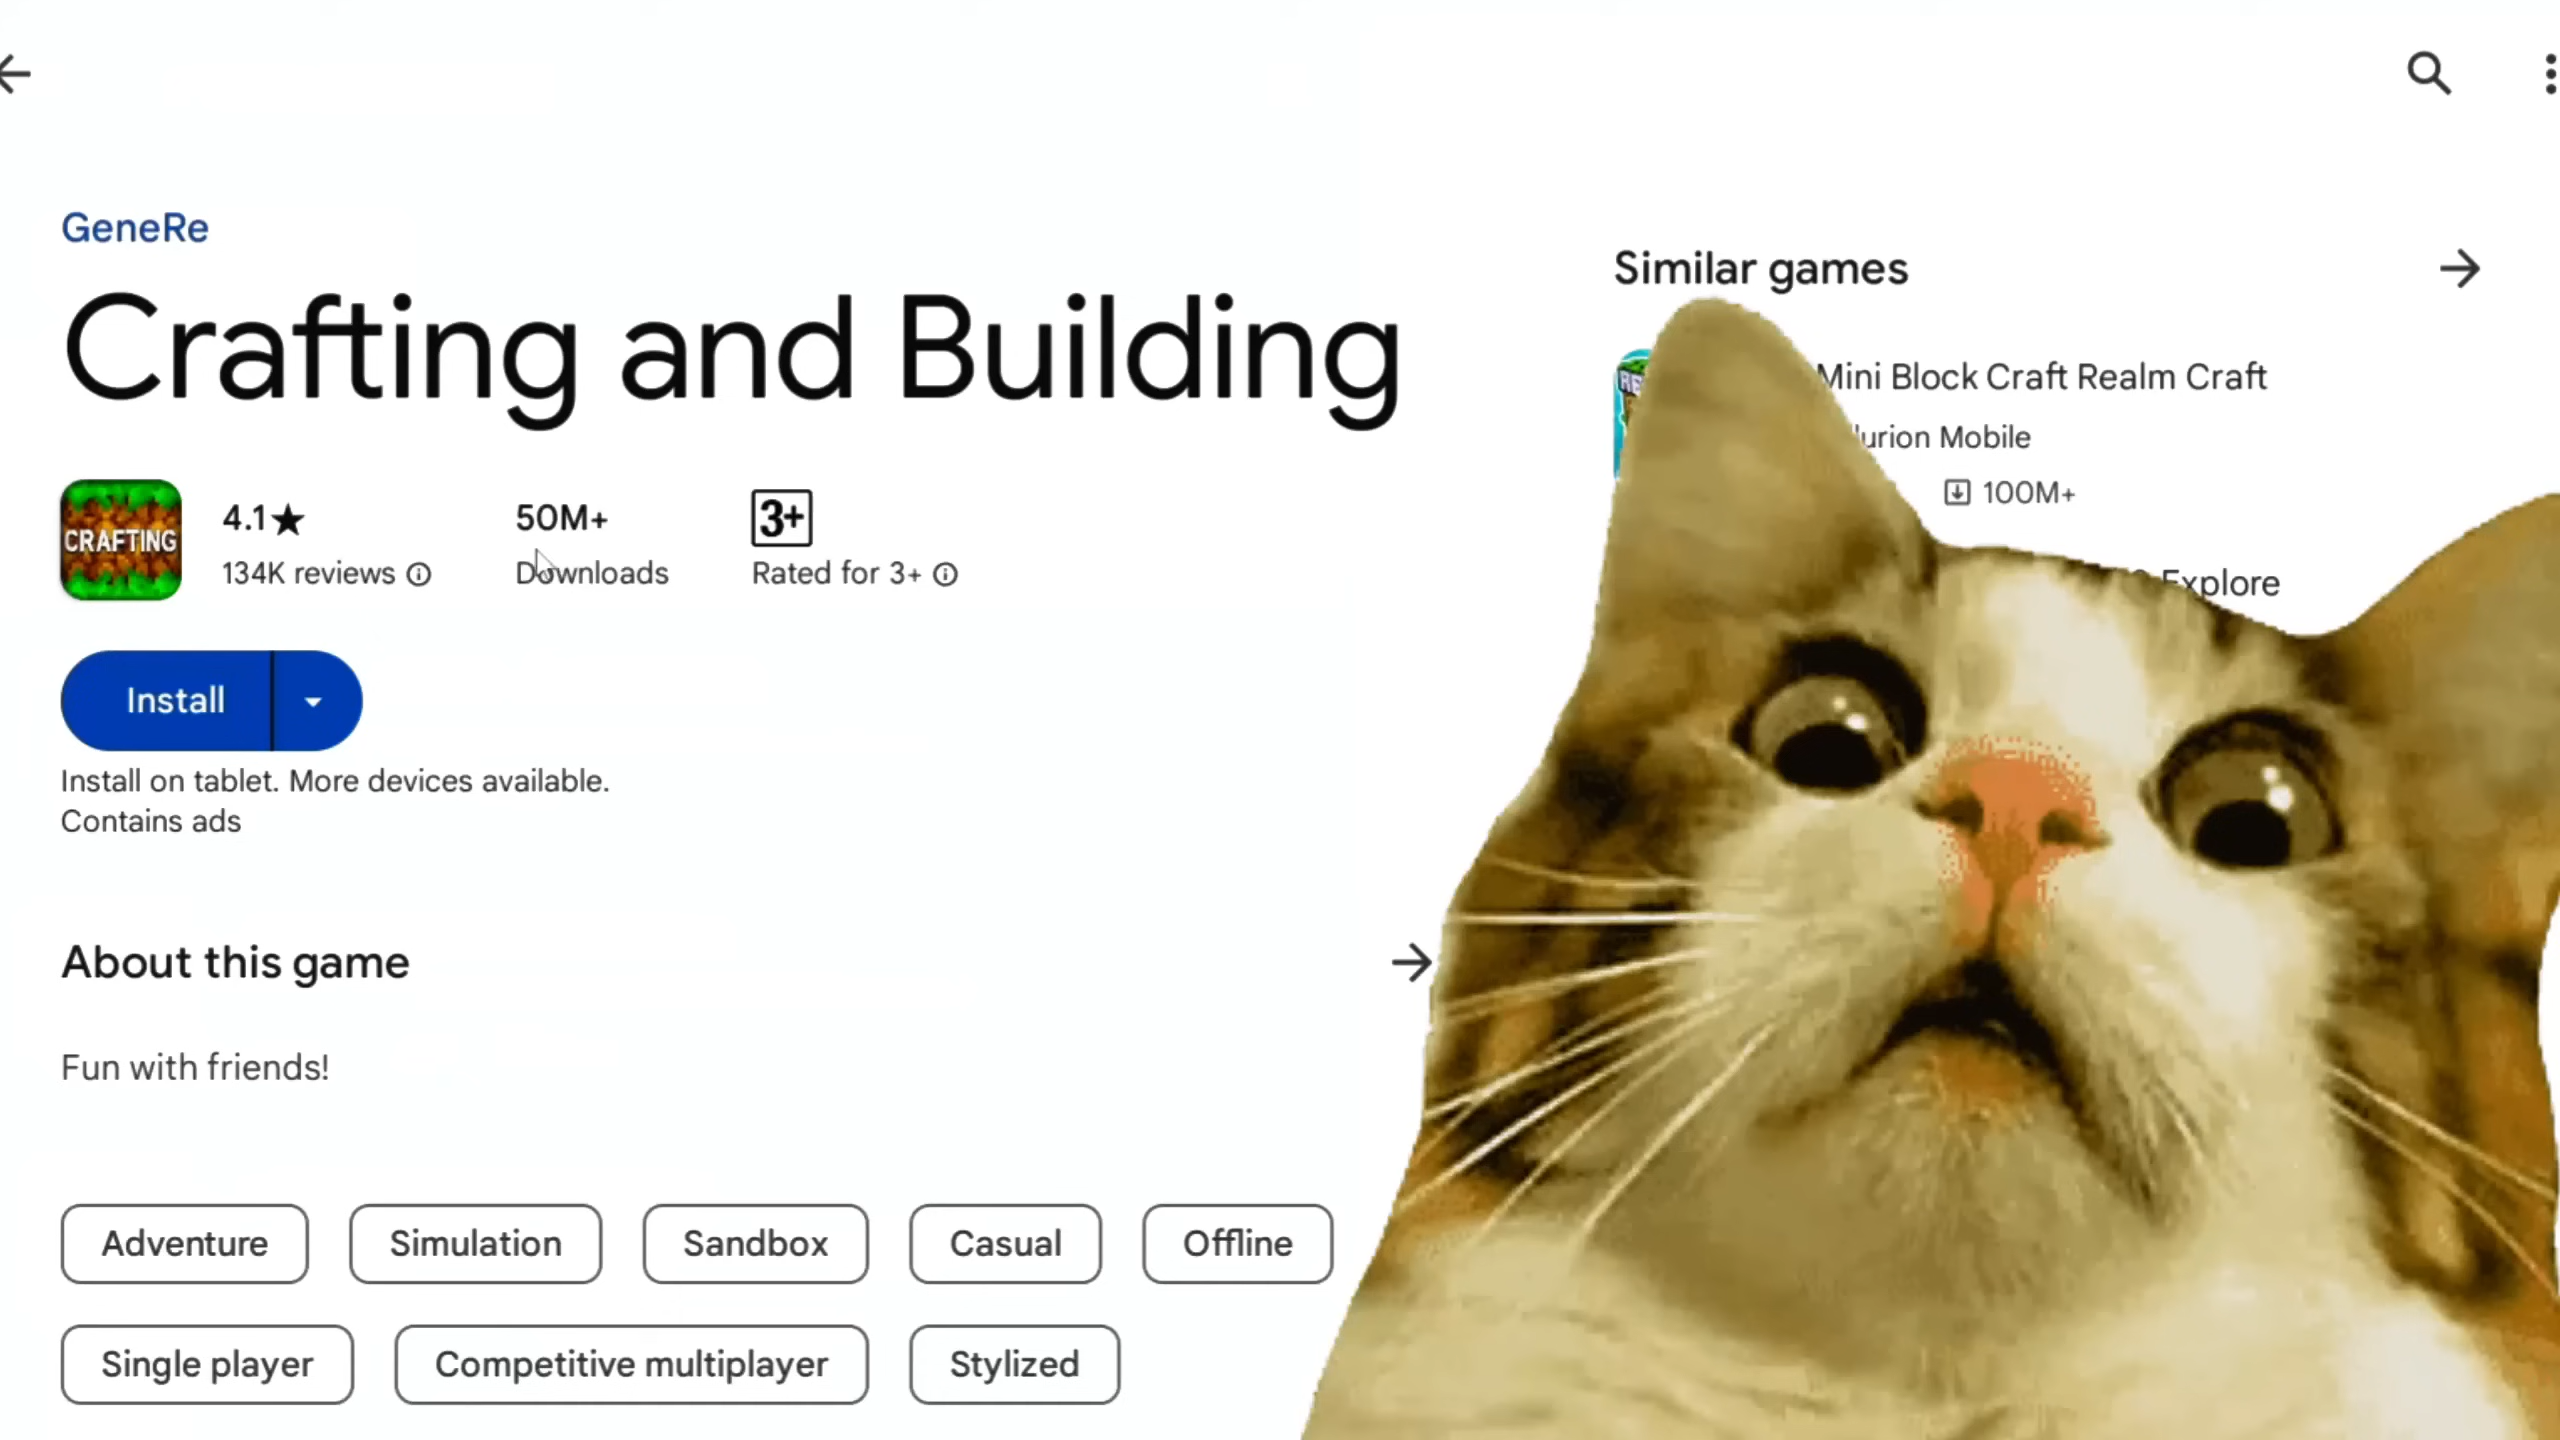 GeneRe
Crafting and Building
CRAFTING
4.1★
134K reviews
50M+
Downloads
3+
Rated for 3+
Install
Install on tablet. More devices available.
Contains ads
About this game
Fun with friends!
Adventure
Simulation
Sandbox
Casual
Offline
Single player
Competitive multiplayer
Stylized
Similar games
Mini Block Craft Realm Craft
Mobile
100M+
Explore